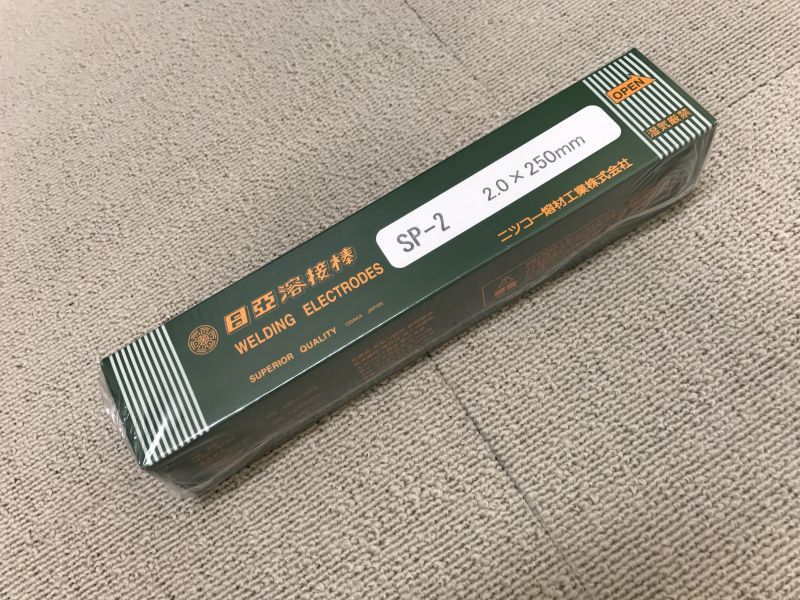 OPEN
湿気厳禁
SP-2 2.0×250mm
ニツコー熔材工業株式会社
日亞溶接棒
WELDING ELECTRODES
SUPERIOR QUALITY OSAKA JAPAN